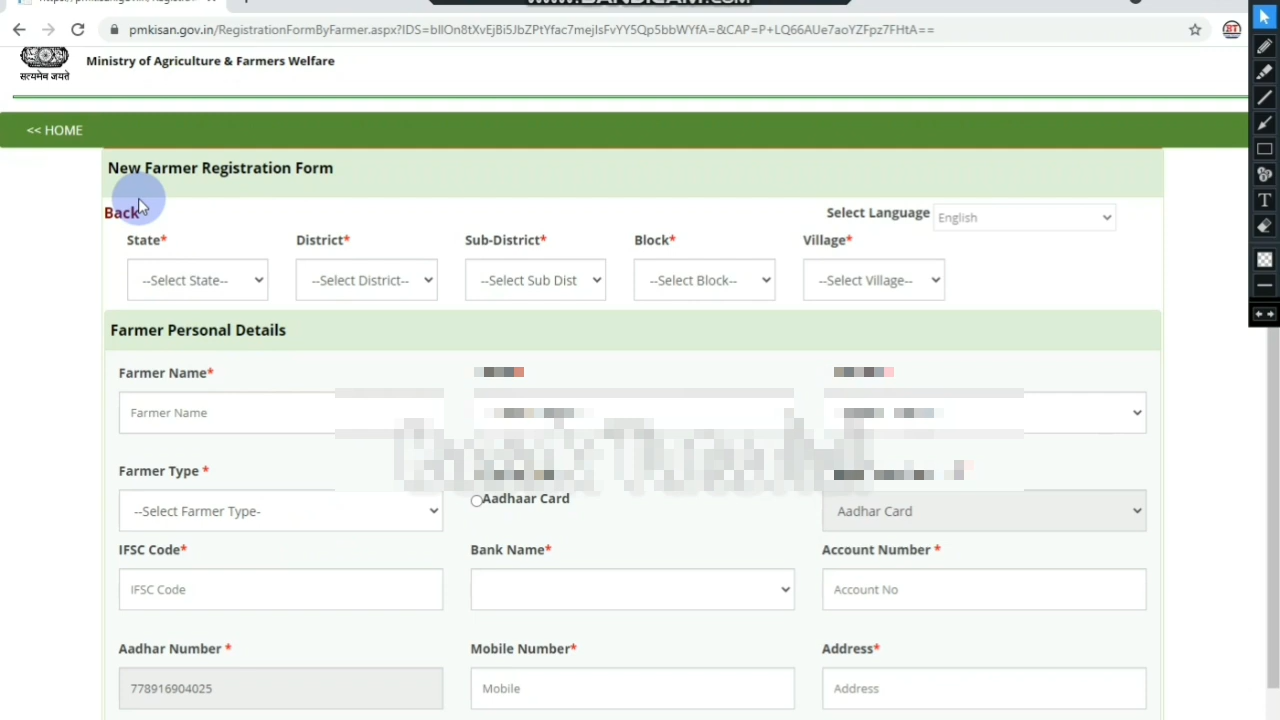 WWW.BANDICAM.COM
pmkisan.gov.in/RegistrationFormByFarmer.aspx?IDS=bIlOn8tXvEjBi5JbZPtYfac7mejIsFvYY5Qp5bbWYfA=&CAP=P+LQ66AUe7aoYZFpz7FHtA==
Ministry of Agriculture & Farmers Welfare
सत्यमेव जयते
<< HOME
New Farmer Registration Form
Back
Select Language English
State* District* Sub-District* Block* Village*
--Select State-- --Select District-- --Select Sub Dist --Select Block-- --Select Village--
Farmer Personal Details
Farmer Name*
Farmer Name
Farmer Type *
Aadhaar Card
--Select Farmer Type- Aadhar Card
IFSC Code* Bank Name* Account Number *
IFSC Code Account No
Aadhar Number * Mobile Number* Address*
778916904025 Mobile Address